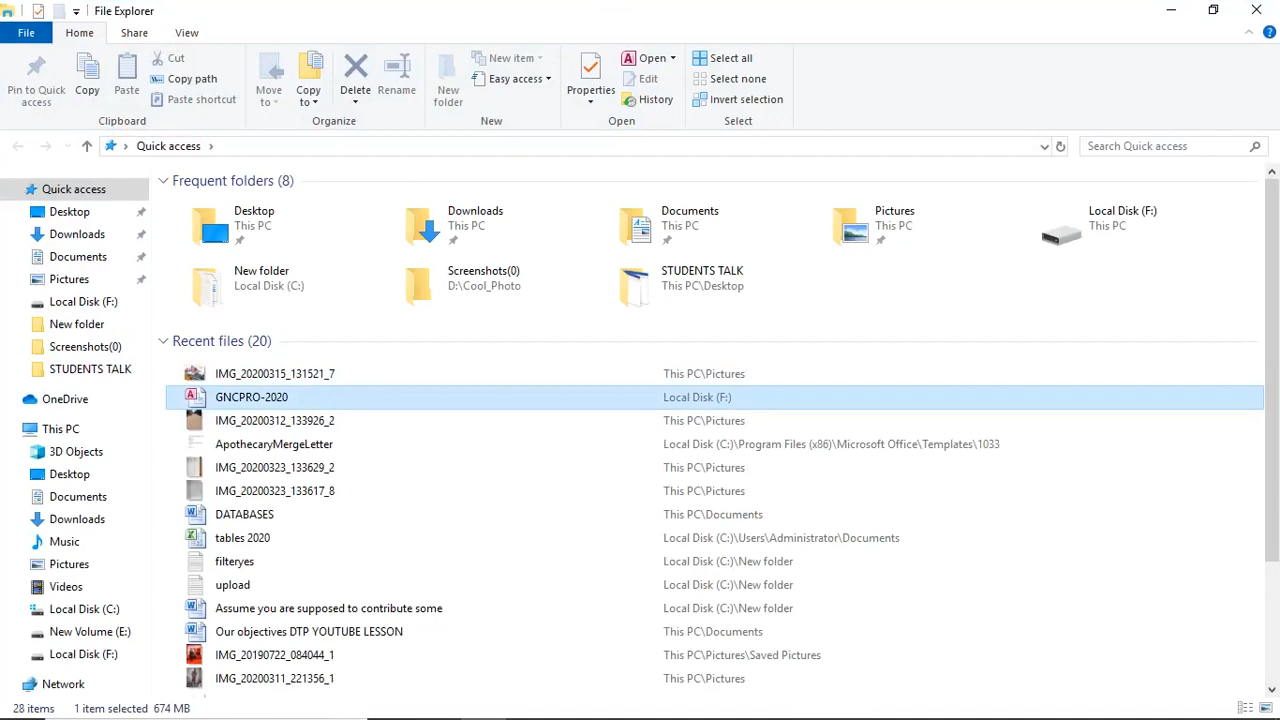 File Explorer
File Home Share View
Pin to Quick access
Copy
Paste
Cut
Copy path
Paste shortcut
Clipboard
Move to
Copy to
Delete
Rename
Organize
New folder
New item
Easy access
New
Properties
Open
Edit
History
Open
Select all
Select none
Invert selection
Select
Quick access
Search Quick access
Quick access
Desktop
Downloads
Documents
Pictures
Local Disk (F:)
New folder
Screenshots(0)
STUDENTS TALK
OneDrive
This PC
3D Objects
Desktop
Documents
Downloads
Music
Pictures
Videos
Local Disk (C:)
New Volume (E:)
Local Disk (F:)
Network
Frequent folders (8)
Desktop
This PC
Downloads
This PC
Documents
This PC
Pictures
This PC
Local Disk (F:)
This PC
New folder
Local Disk (C:)
Screenshots(0)
D:\Cool_Photo
STUDENTS TALK
This PC\Desktop
Recent files (20)
IMG_20200315_131521_7 This PC\Pictures
GNCPRO-2020 Local Disk (F:)
IMG_20200312_133926_2 This PC\Pictures
ApothecaryMergeLetter Local Disk (C:)\Program Files (x86)\Microsoft Office\Templates\1033
IMG_20200323_133629_2 This PC\Pictures
IMG_20200323_133617_8 This PC\Pictures
DATABASES This PC\Documents
tables 2020 Local Disk (C:)\Users\Administrator\Documents
filteryes Local Disk (C:)\New folder
upload Local Disk (C:)\New folder
Assume you are supposed to contribute some Local Disk (C:)\New folder
Our objectives DTP YOUTUBE LESSON This PC\Documents
IMG_20190722_084044_1 This PC\Pictures\Saved Pictures
IMG_20200311_221356_1 This PC\Pictures
28 items 1 item selected 674 MB